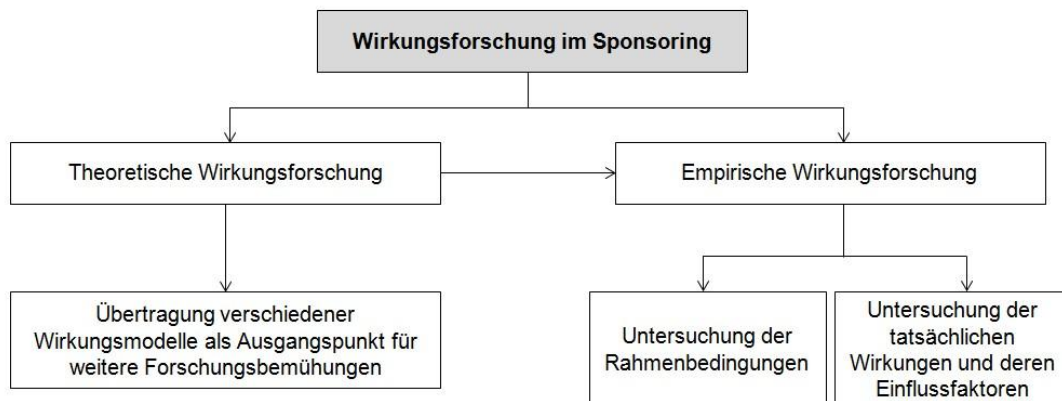 Wirkungsforschung im Sponsoring
Theoretische Wirkungsforschung
Empirische Wirkungsforschung
Übertragung verschiedener
Wirkungsmodelle als Ausgangspunkt für
weitere Forschungsbemühungen
Untersuchung der
Rahmenbedingungen
Untersuchung der
tatsächlichen
Wirkungen und deren
Einflussfaktoren